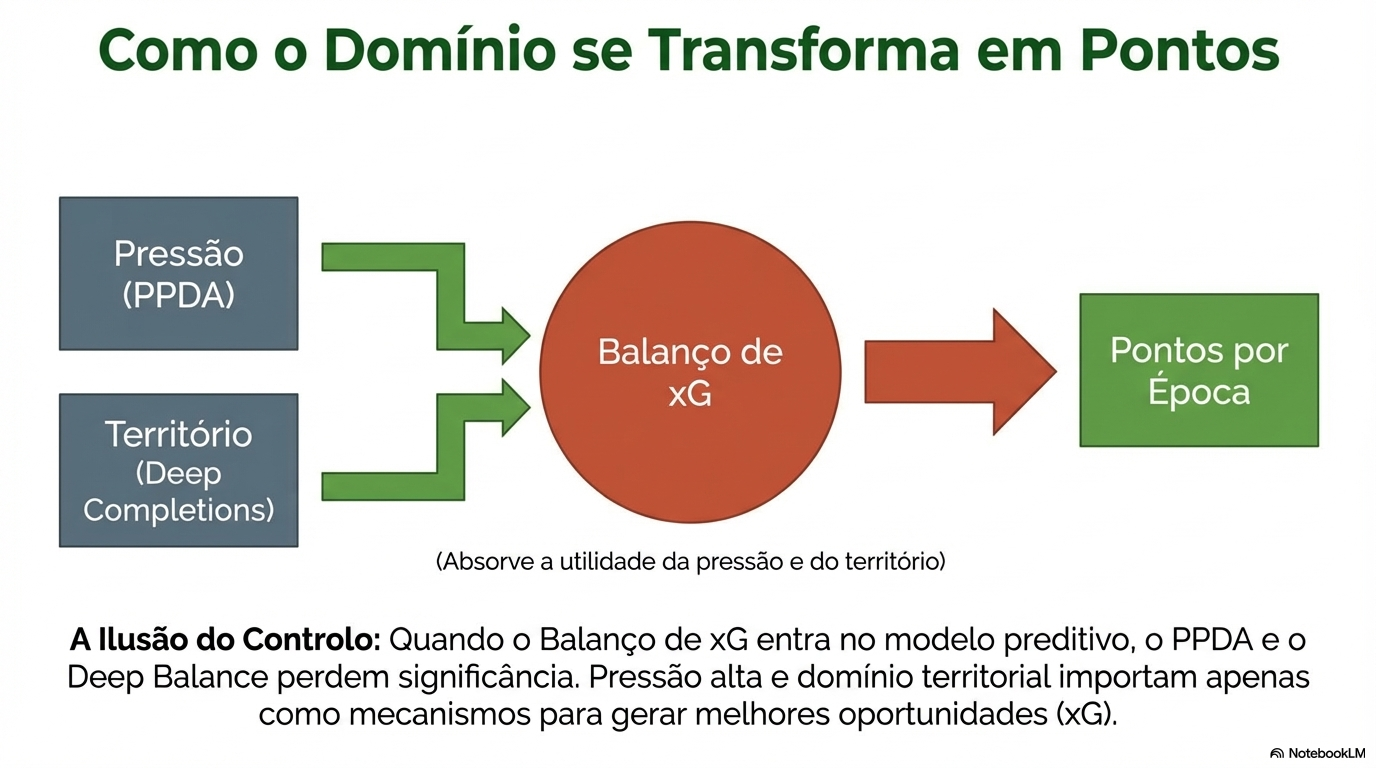 Como o Domínio se Transforma em Pontos
Pressão
(PPDA)
Território
(Deep
Completions)
Balanço de
xG
Pontos por
Época
(Absorve a utilidade da pressão e do território)
A Ilusão do Controlo: Quando o Balanço de xG entra no modelo preditivo, o PPDA e o
Deep Balance perdem significância. Pressão alta e domínio territorial importam apenas
como mecanismos para gerar melhores oportunidades (xG).
NotebookLM